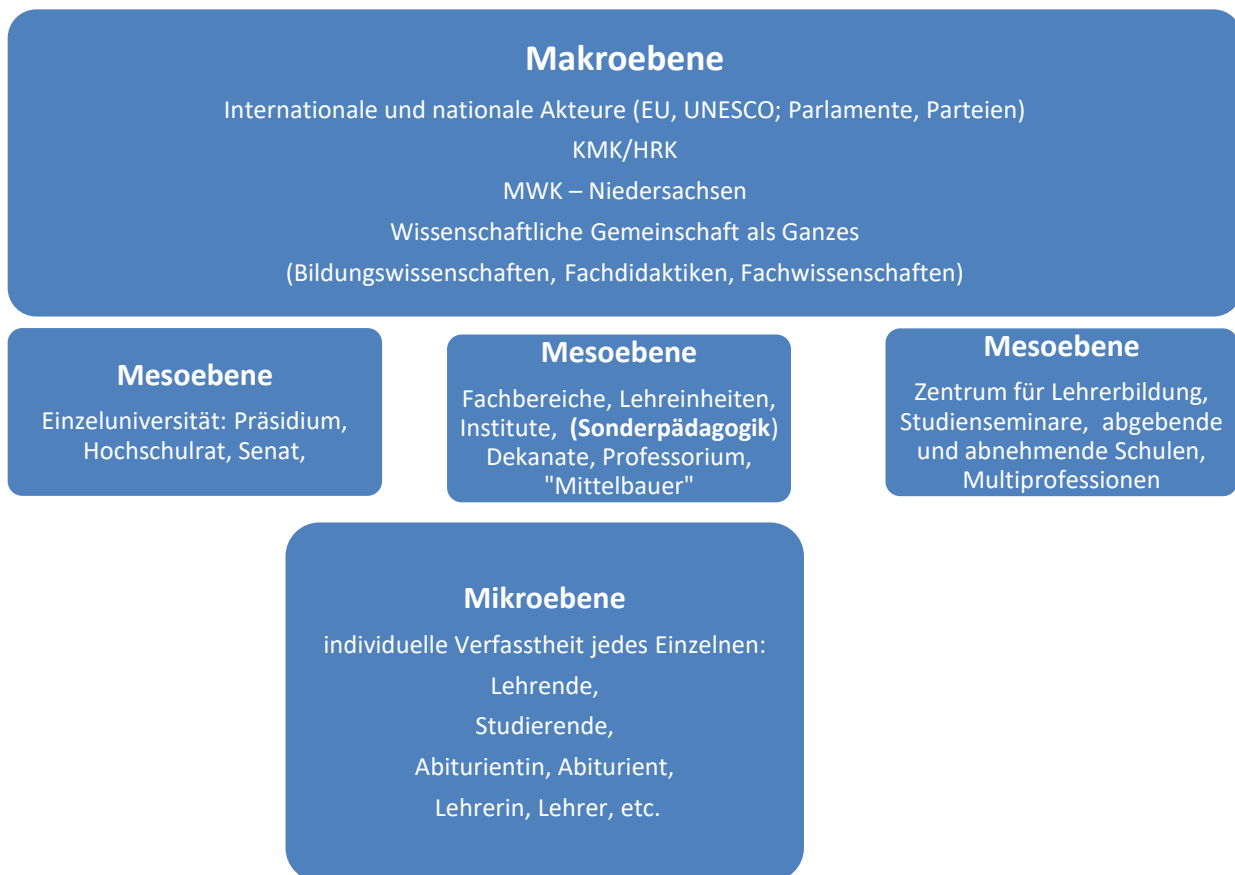 Makroebene
Internationale und nationale Akteure (EU, UNESCO; Parlamente, Parteien)
KMK/HRK
MWK – Niedersachsen
Wissenschaftliche Gemeinschaft als Ganzes
(Bildungswissenschaften, Fachdidaktiken, Fachwissenschaften)
Mesoebene
Einzeluniversität: Präsidium,
Hochschulrat, Senat,
Mesoebene
Fachbereiche, Lehreinheiten,
Institute, (Sonderpädagogik)
Dekanate, Professorium,
"Mittelbauer"
Mesoebene
Zentrum für Lehrerbildung,
Studienseminare, abgebende
und abnehmende Schulen,
Multiprofessionen
Mikroebene
individuelle Verfasstheit jedes Einzelnen:
Lehrende,
Studierende,
Abiturientin, Abiturient,
Lehrerin, Lehrer, etc.